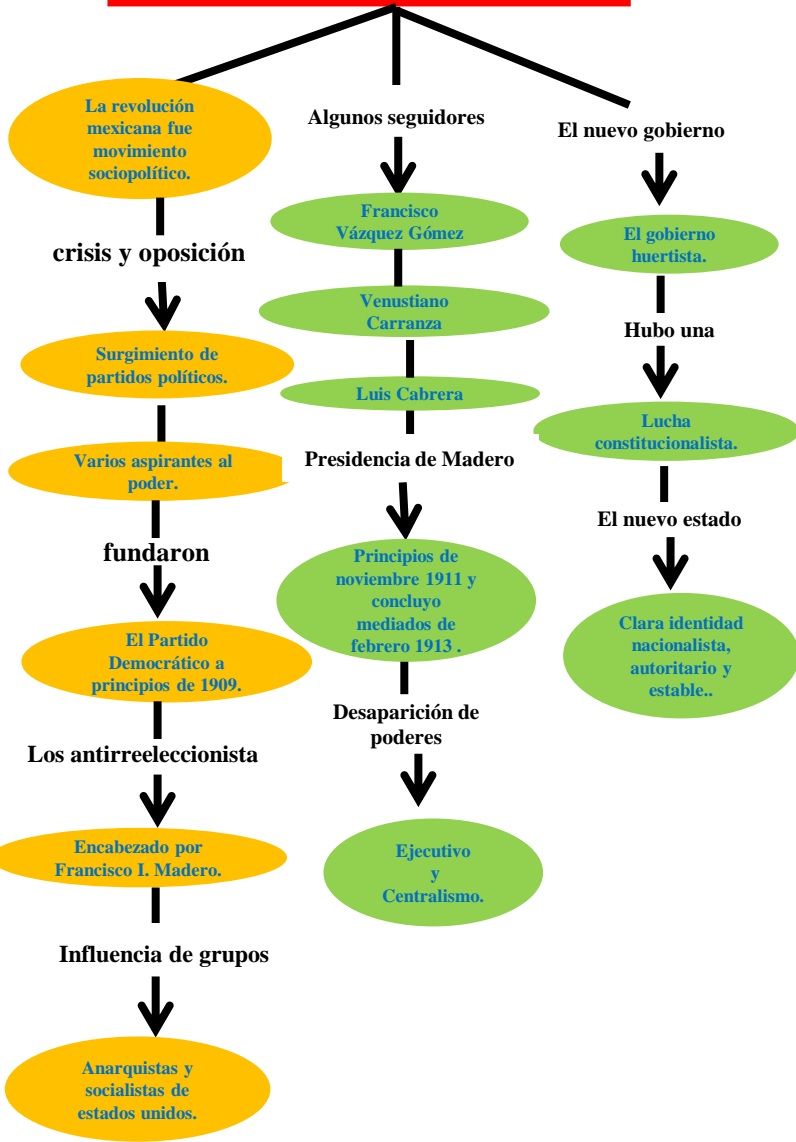 La revolución
mexicana fue
movimiento
sociopolítico.
crisis y oposición
Surgimiento de
partidos políticos.
Varios aspirantes al
poder.
fundaron
El Partido
Democrático a
principios de 1909.
Los antirreeleccionista
Encabezado por
Francisco I. Madero.
Influencia de grupos
Anarquistas y
socialistas de
estados unidos.
Algunos seguidores
Francisco
Vázquez Gómez
Venustiano
Carranza
Luis Cabrera
Presidencia de Madero
Principios de
noviembre 1911 y
concluyo
mediados de
febrero 1913 .
Desaparición de
poderes
Ejecutivo
y
Centralismo.
El nuevo gobierno
El gobierno
huertista.
Hubo una
Lucha
constitucionalista.
El nuevo estado
Clara identidad
nacionalista,
autoritario y
estable..